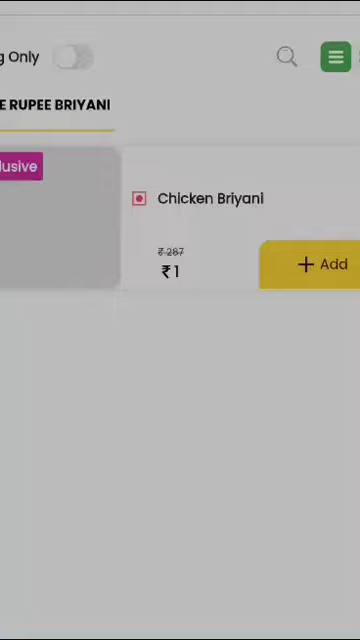 g Only
E RUPEE BRIYANI
lusive
Chicken Briyani
₹ 287
₹ 1
+ Add